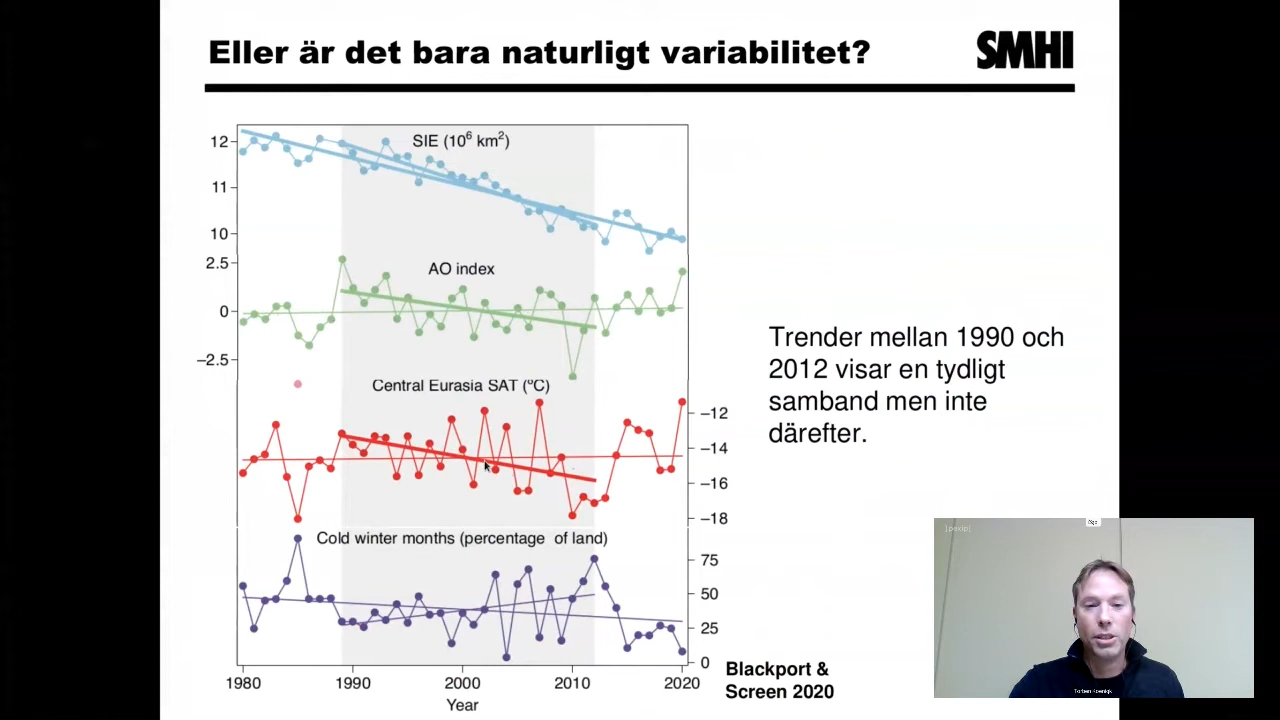 Eller är det bara naturligt variabilitet?
SMHI
SIE (10⁶ km²)
12
11
10
AO index
2.5
0
−2.5
Central Eurasia SAT (ºC)
−12
−14
−16
−18
Cold winter months (percentage of land)
75
50
25
0
1980 1990 2000 2010 2020
Year
Trender mellan 1990 och
2012 visar en tydligt
samband men inte
därefter.
Blackport &
Screen 2020
[pexip]